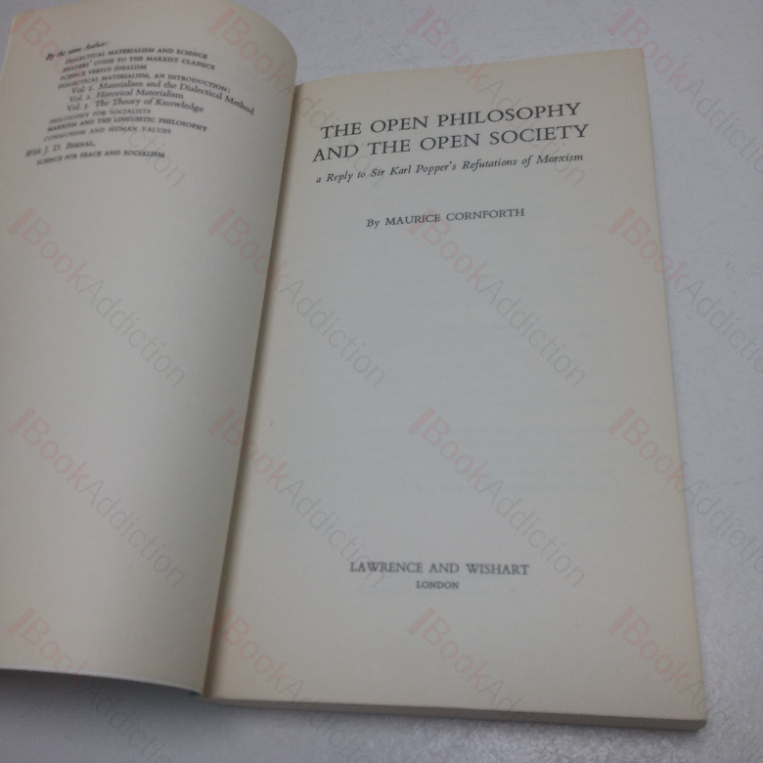 By the same Author:
DIALECTICAL MATERIALISM AND SCIENCE
READERS' GUIDE TO THE MARXIST CLASSICS
SCIENCE VERSUS IDEALISM
DIALECTICAL MATERIALISM, AN INTRODUCTION:
Vol 1. Materialism and the Dialectical Method
Vol 2. Historical Materialism
Vol 3. The Theory of Knowledge
PHILOSOPHY FOR SOCIALISTS
MARXISM AND THE LINGUISTIC PHILOSOPHY
COMMUNISM AND HUMAN VALUES
With J. D. BERNAL,
SCIENCE FOR PEACE AND SOCIALISM
THE OPEN PHILOSOPHY
AND THE OPEN SOCIETY
a Reply to Sir Karl Popper's Refutations of Marxism
By MAURICE CORNFORTH
LAWRENCE AND WISHART
LONDON
BookAddiction